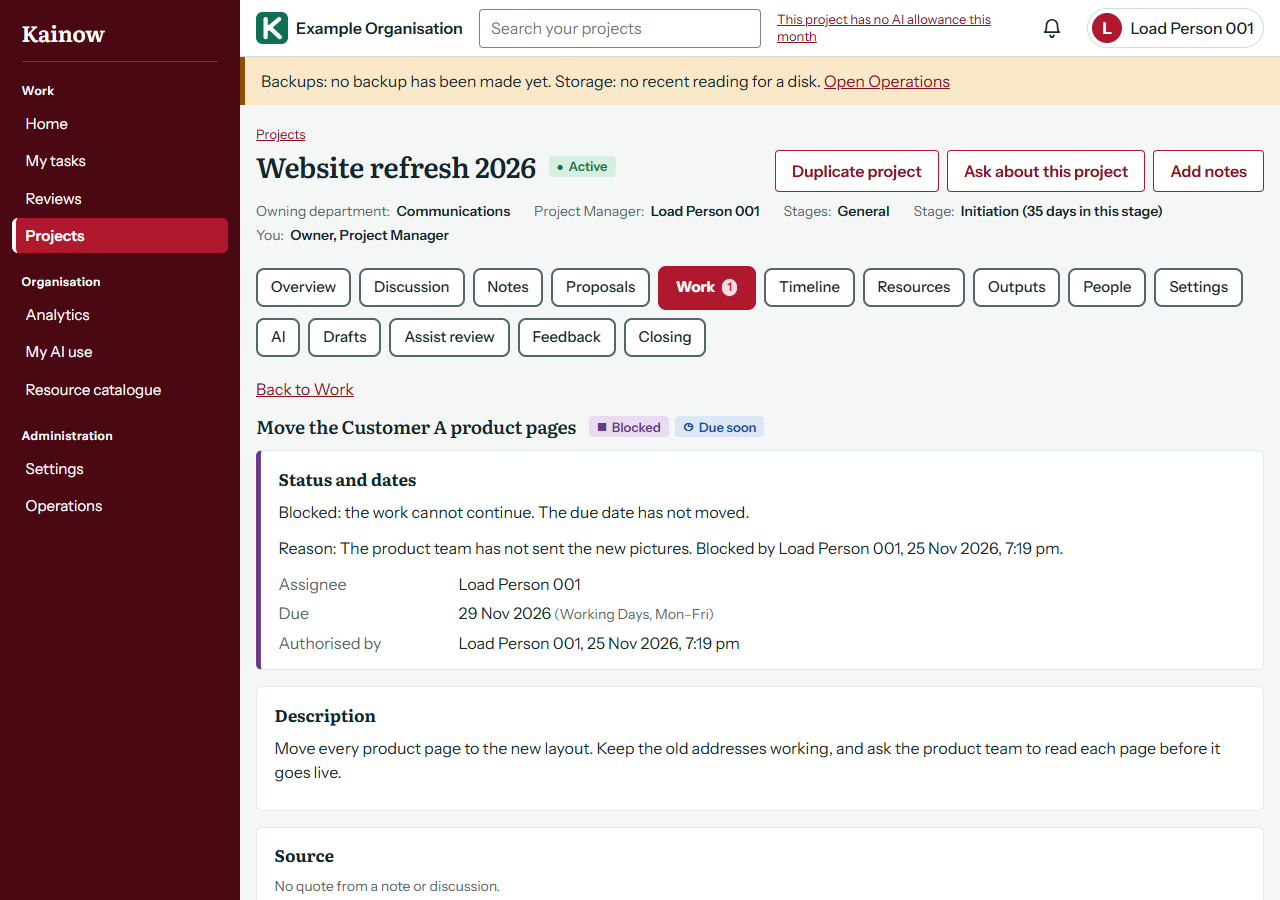 Kainow
Work
Home
My tasks
Reviews
Projects
Organisation
Analytics
My AI use
Resource catalogue
Administration
Settings
Operations
K
Example Organisation
Search your projects
This project has no AI allowance this
month
L
Load Person 001
Backups: no backup has been made yet. Storage: no recent reading for a disk. Open Operations
Projects
Website refresh 2026
Active
Duplicate project
Ask about this project
Add notes
Owning department: Communications
Project Manager: Load Person 001
Stages: General
Stage: Initiation (35 days in this stage)
You: Owner, Project Manager
Overview
Discussion
Notes
Proposals
Work 1
Timeline
Resources
Outputs
People
Settings
AI
Drafts
Assist review
Feedback
Closing
Back to Work
Move the Customer A product pages
Blocked
Due soon
Status and dates
Blocked: the work cannot continue. The due date has not moved.
Reason: The product team has not sent the new pictures. Blocked by Load Person 001, 25 Nov 2026, 7:19 pm.
Assignee Load Person 001
Due 29 Nov 2026 (Working Days, Mon–Fri)
Authorised by Load Person 001, 25 Nov 2026, 7:19 pm
Description
Move every product page to the new layout. Keep the old addresses working, and ask the product team to read each page before it
goes live.
Source
No quote from a note or discussion.